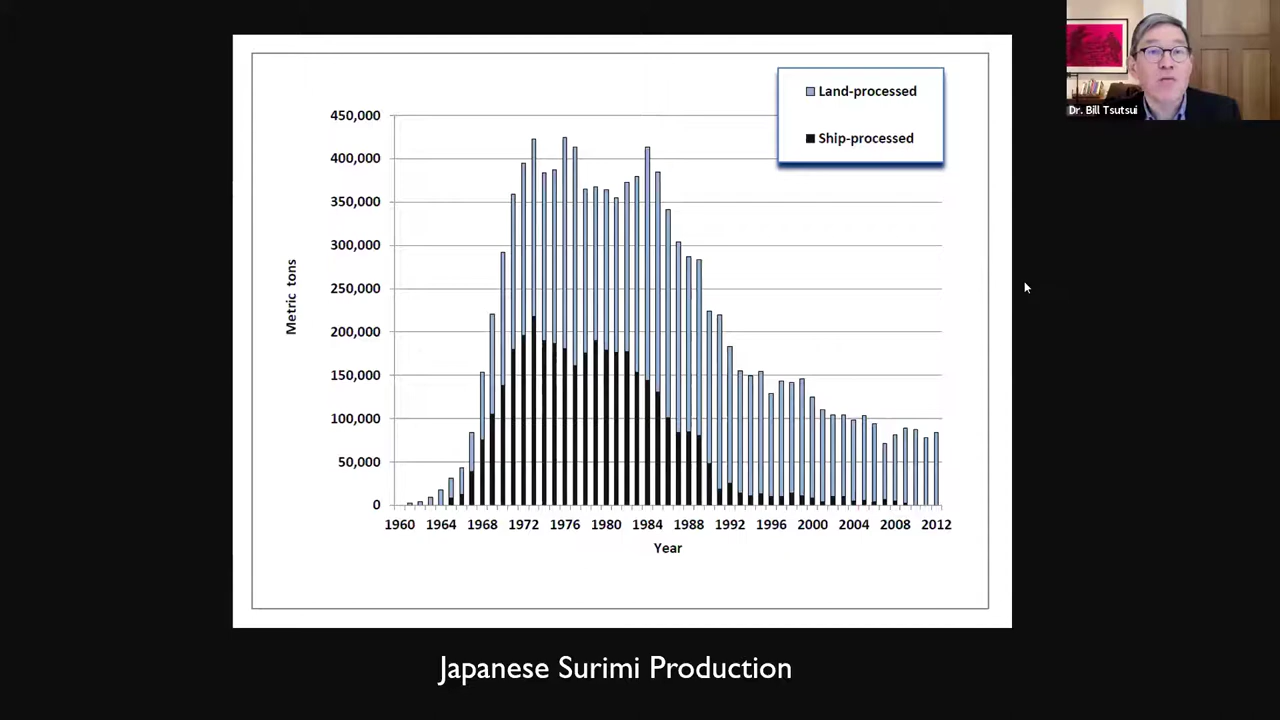 Dr. Bill Tsutsui
Land-processed
Ship-processed
450,000
400,000
350,000
300,000
250,000
200,000
150,000
100,000
50,000
0
Metric tons
1960 1964 1968 1972 1976 1980 1984 1988 1992 1996 2000 2004 2008 2012
Year
Japanese Surimi Production